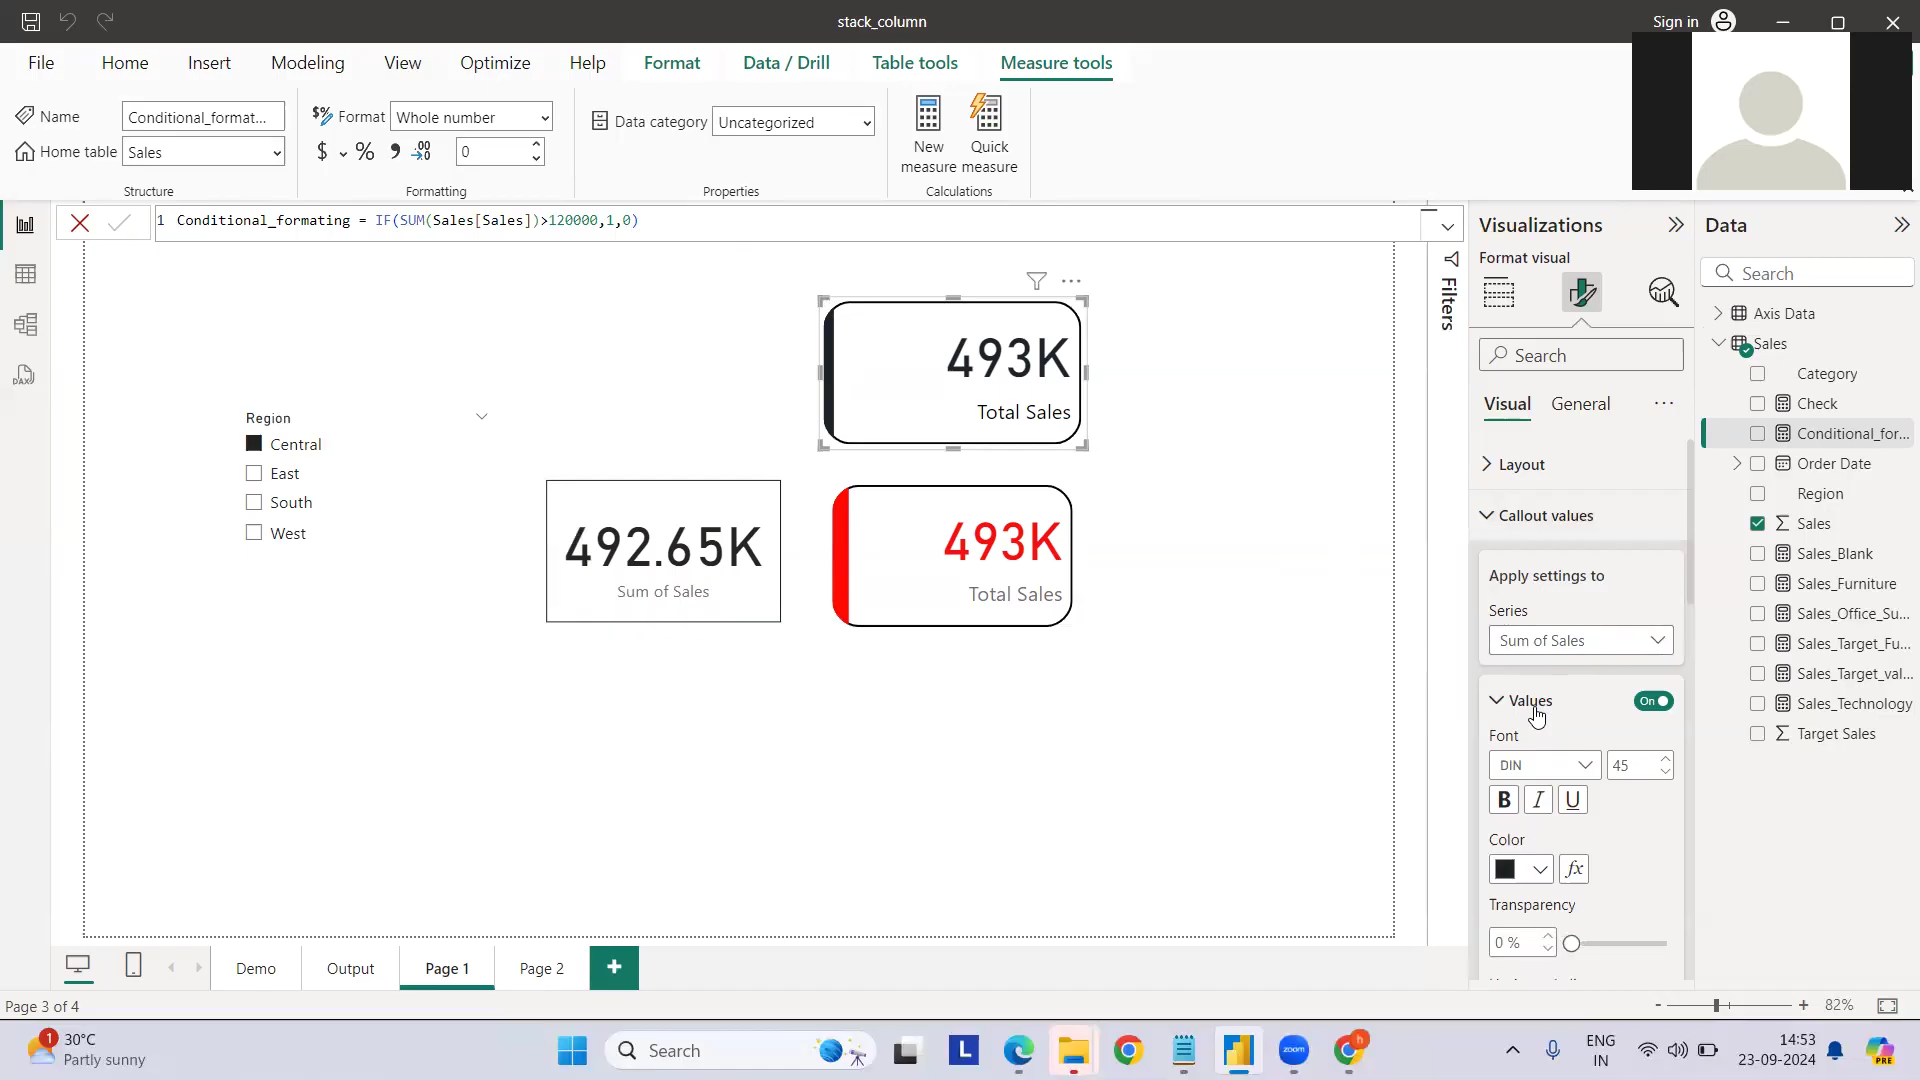 stack_column
Sign in
File Home Insert Modeling View Optimize Help Format Data / Drill Table tools Measure tools
Name Conditional_format...
Home table Sales
Structure
Format Whole number
$ % 0
Formatting
Data category Uncategorized
Properties
New measure
Quick measure
Calculations
1 Conditional_formating = IF(SUM(Sales[Sales])>120000,1,0)
Region
Central
East
South
West
493K
Total Sales
492.65K
Sum of Sales
493K
Total Sales
Filters
Visualizations
Format visual
Search
Visual General
Layout
Callout values
Apply settings to
Series
Sum of Sales
Values On
Font
DIN 45
B I U
Color
fx
Transparency
0 %
Data
Search
Axis Data
Sales
Category
Check
Conditional_for...
Order Date
Region
Sales
Sales_Blank
Sales_Furniture
Sales_Office_Su...
Sales_Target_Fu...
Sales_Target_val...
Sales_Technology
Target Sales
Demo Output Page 1 Page 2
Page 3 of 4
- + 82%
1
30°C
Partly sunny
Search
L
zoom
h
ENG
IN
14:53
23-09-2024
PRE